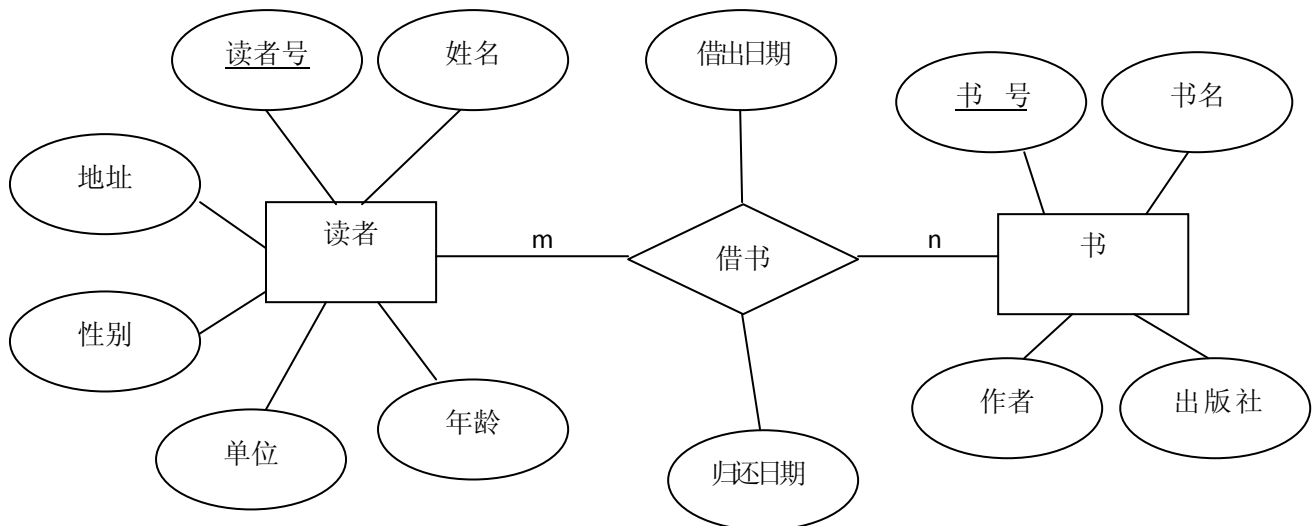 读者号
姓名
借出日期
书 号
书名
地址
读者
m
借书
n
书
性别
单位
年龄
归还日期
作者
出版社